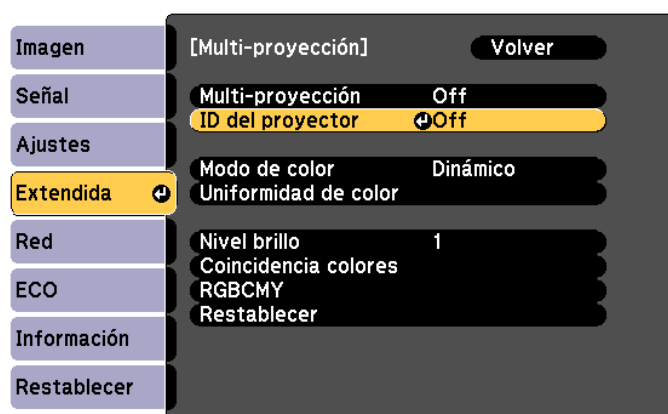 Imagen
Señal
Ajustes
Extendida
Red
ECO
Información
Restablecer
[Multi-proyección] Volver
Multi-proyección Off
ID del proyector Off
Modo de color Dinámico
Uniformidad de color
Nivel brillo 1
Coincidencia colores
RGBCMY
Restablecer